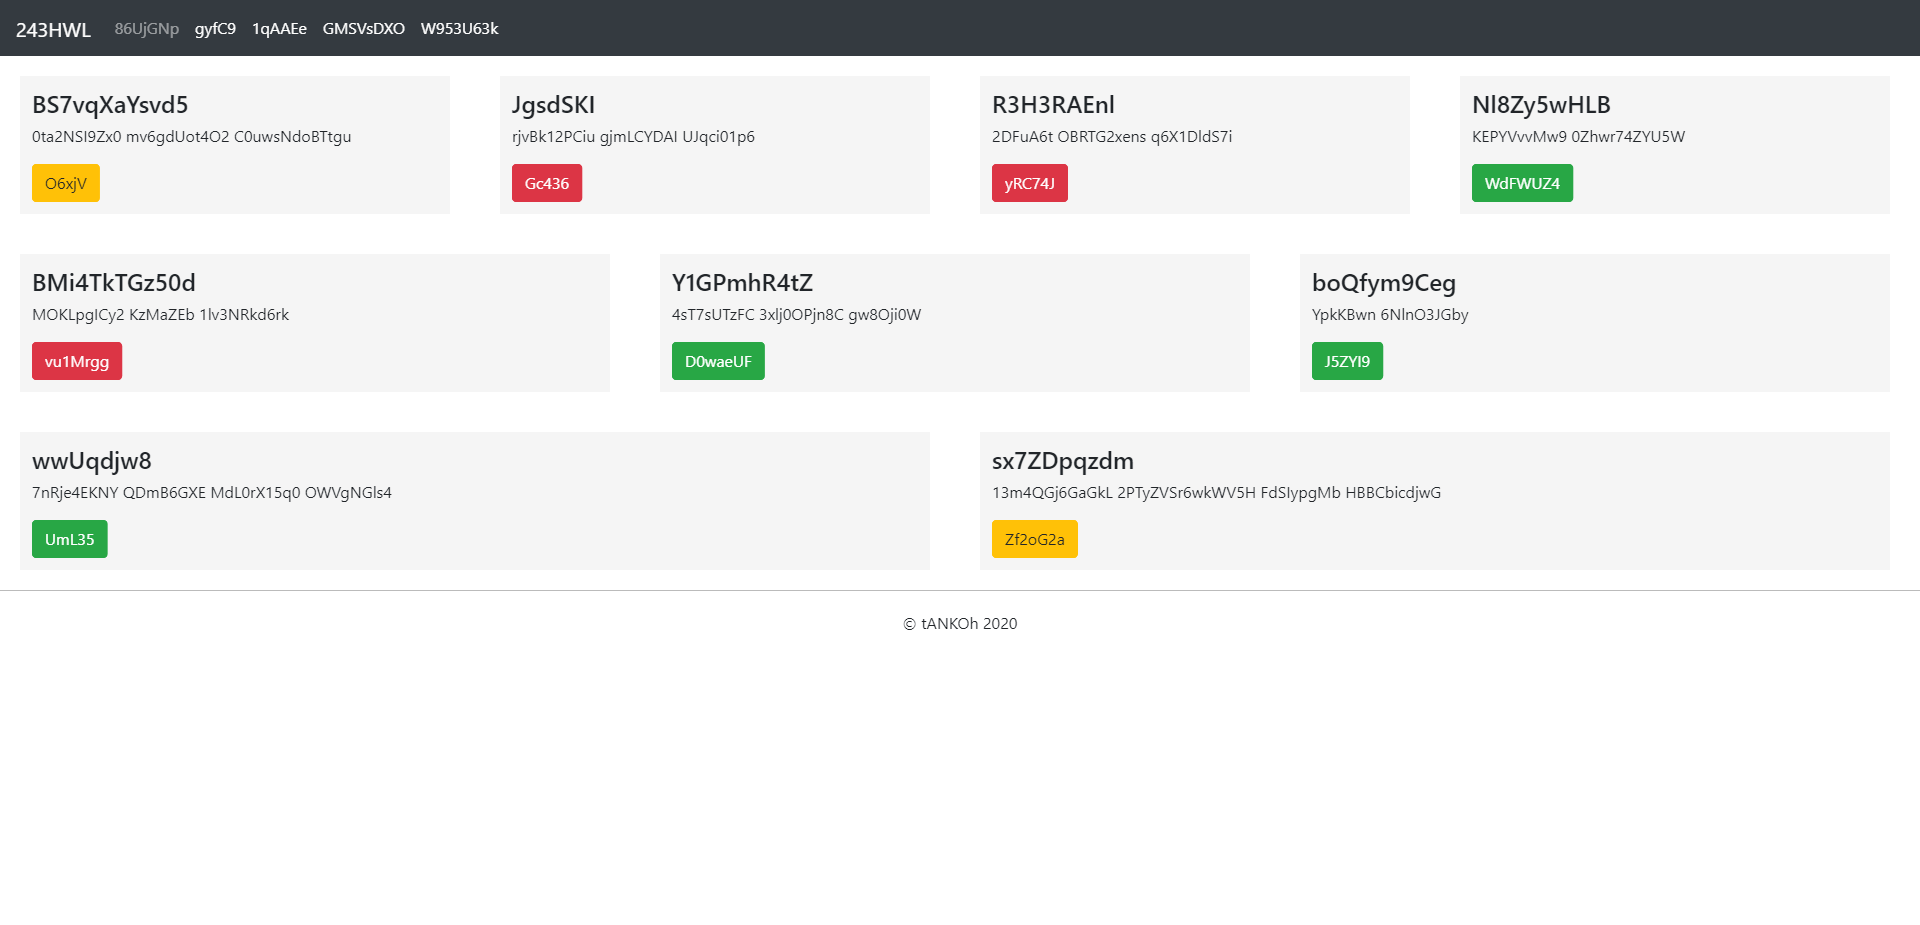 243HWL 86UjGNp gyfC9 1qAAEe GMSVsDXO W953U63k
BS7vqXaYsvd5
0ta2NSI9Zx0 mv6gdUot4O2 C0uwsNdoBTtgu
O6xjV
JgsdSKI
rjvBk12PCiu gjmLCYDAI UJqci01p6
Gc436
R3H3RAEnl
2DFuA6t OBRTG2xens q6X1DldS7i
yRC74J
Nl8Zy5wHLB
KEPYVvvMw9 0Zhwr74ZYU5W
WdFWUZ4
BMi4TkTGz50d
MOKLpgICy2 KzMaZEb 1lv3NRkd6rk
vu1Mrgg
Y1GPmhR4tZ
4sT7sUTzFC 3xlj0OPjn8C gw8Oji0W
D0waeUF
boQfym9Ceg
YpkKBwn 6NlnO3JGby
J5ZYI9
wwUqdjw8
7nRje4EKNY QDmB6GXE MdL0rX15q0 OWVgNGls4
UmL35
sx7ZDpqzdm
13m4QGj6GaGkL 2PTyZVSr6wkWV5H FdSIypgMb HBBCbicdjwG
Zf2oG2a
© tANKOh 2020